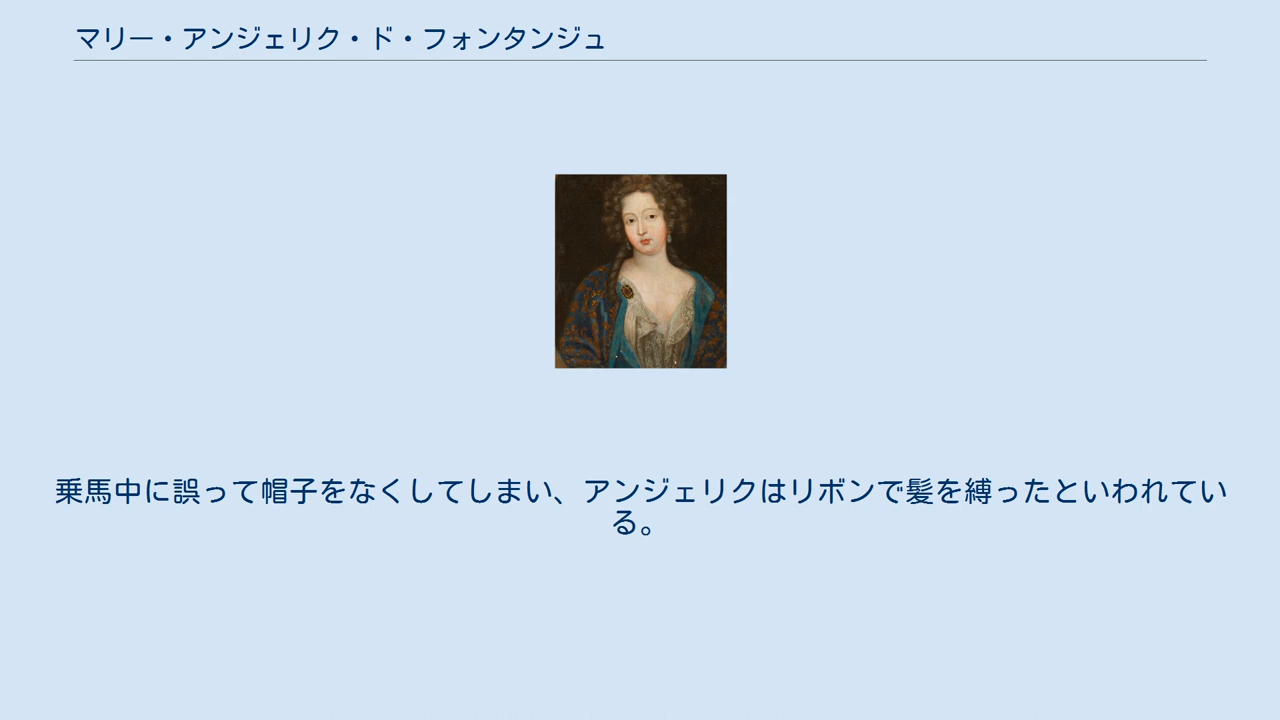 マリー・アンジェリク・ド・フォンタンジュ
乗馬中に誤って帽子をなくしてしまい、アンジェリクはリボンで髪を縛ったといわれてい
る。